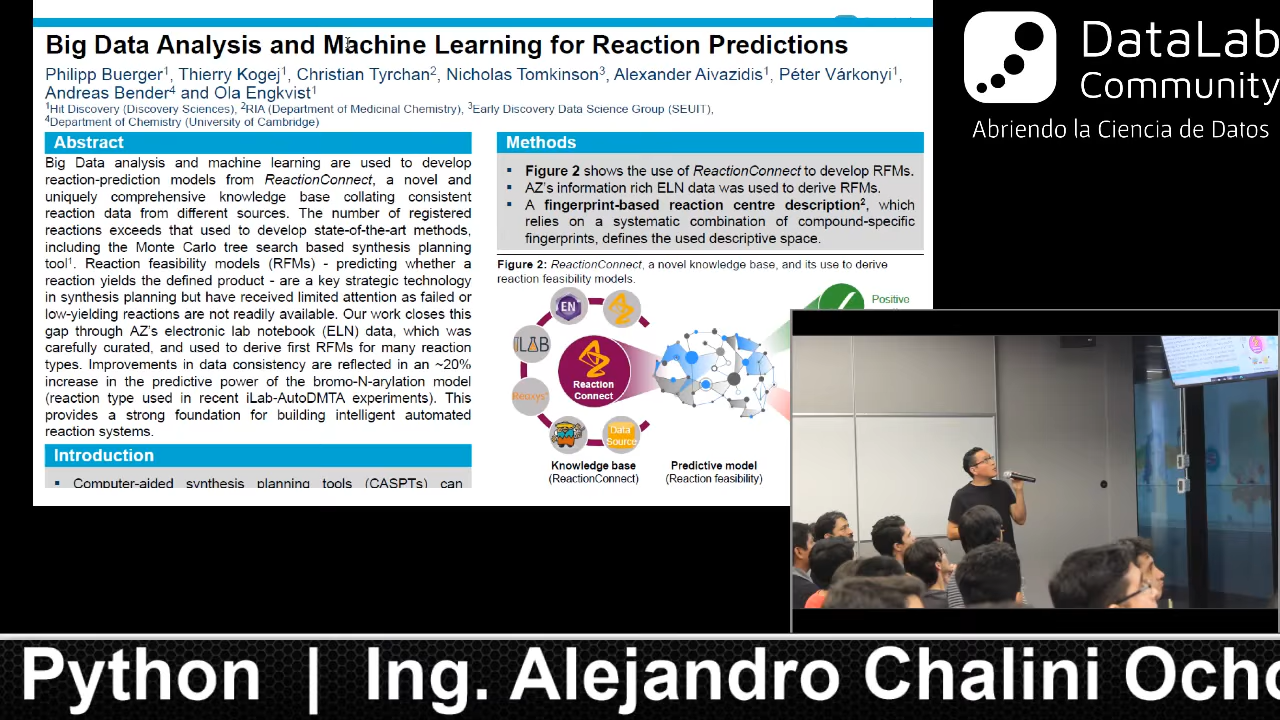 Big Data Analysis and Machine Learning for Reaction Predictions
Philipp Buerger1, Thierry Kogej1, Christian Tyrchan2, Nicholas Tomkinson3, Alexander Aivazidis1, Péter Várkonyi1,
Andreas Bender4 and Ola Engkvist1
1Hit Discovery (Discovery Sciences), 2RIA (Department of Medicinal Chemistry), 3Early Discovery Data Science Group (SEUIT),
4Department of Chemistry (University of Cambridge)
Abstract
Big Data analysis and machine learning are used to develop
reaction-prediction models from ReactionConnect, a novel and
uniquely comprehensive knowledge base collating consistent
reaction data from different sources. The number of registered
reactions exceeds that used to develop state-of-the-art methods,
including the Monte Carlo tree search based synthesis planning
tool1. Reaction feasibility models (RFMs) - predicting whether a
reaction yields the defined product - are a key strategic technology
in synthesis planning but have received limited attention as failed or
low-yielding reactions are not readily available. Our work closes this
gap through AZ's electronic lab notebook (ELN) data, which was
carefully curated, and used to derive first RFMs for many reaction
types. Improvements in data consistency are reflected in an ~20%
increase in the predictive power of the bromo-N-arylation model
(reaction type used in recent iLab-AutoDMTA experiments). This
provides a strong foundation for building intelligent automated
reaction systems.
Introduction
▪ Computer-aided synthesis planning tools (CASPTs) can
Methods
▪ Figure 2 shows the use of ReactionConnect to develop RFMs.
▪ AZ's information rich ELN data was used to derive RFMs.
▪ A fingerprint-based reaction centre description2, which
relies on a systematic combination of compound-specific
fingerprints, defines the used descriptive space.
Figure 2: ReactionConnect, a novel knowledge base, and its use to derive
reaction feasibility models.
EN
iLAB
Reaxys
Data
Source
Reaction
Connect
Positive
Knowledge base
(ReactionConnect)
Predictive model
(Reaction feasibility)
DataLab
Community
Abriendo la Ciencia de Datos
Python | Ing. Alejandro Chalini Ocho